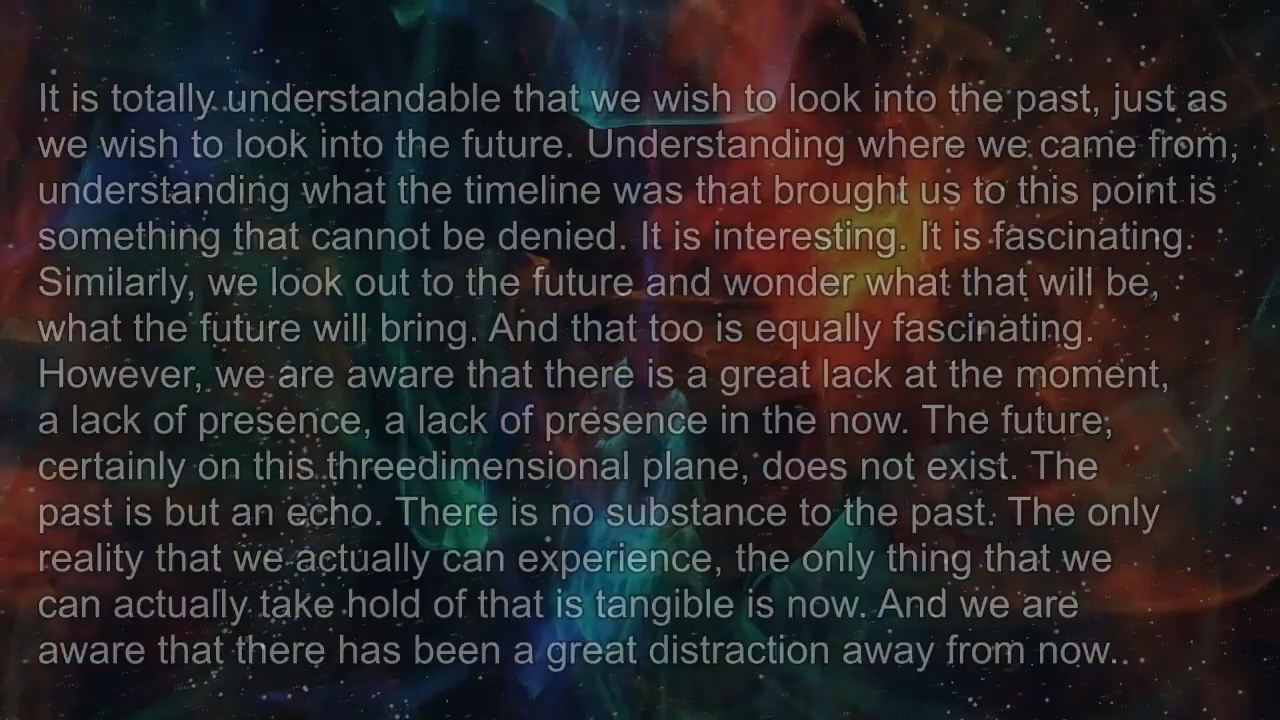 It is totally understandable that we wish to look into the past, just as
we wish to look into the future. Understanding where we came from,
understanding what the timeline was that brought us to this point is
something that cannot be denied. It is interesting. It is fascinating.
Similarly, we look out to the future and wonder what that will be,
what the future will bring. And that too is equally fascinating.
However, we are aware that there is a great lack at the moment,
a lack of presence, a lack of presence in the now. The future,
certainly on this threedimensional plane, does not exist. The
past is but an echo. There is no substance to the past. The only
reality that we actually can experience, the only thing that we
can actually take hold of that is tangible is now. And we are
aware that there has been a great distraction away from now.